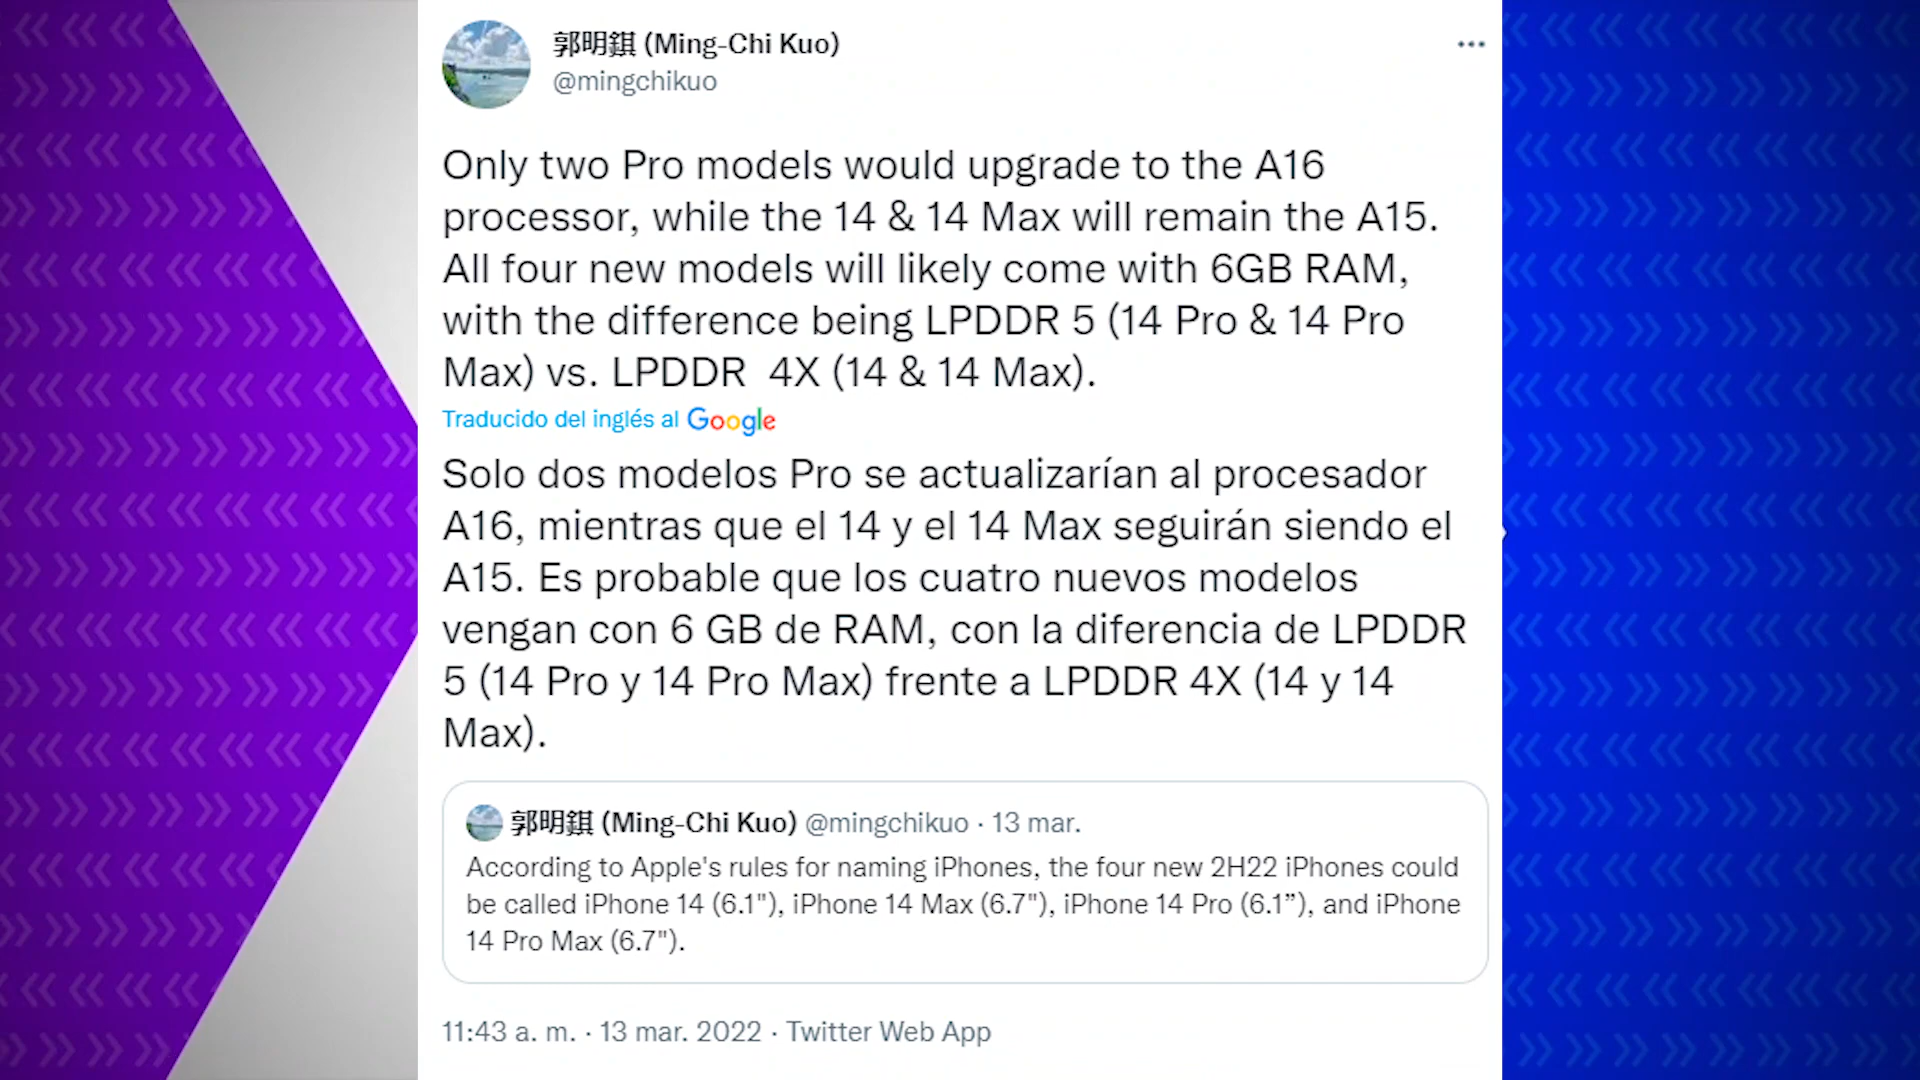 郭明錤 (Ming-Chi Kuo)
@mingchikuo
Only two Pro models would upgrade to the A16
processor, while the 14 & 14 Max will remain the A15.
All four new models will likely come with 6GB RAM,
with the difference being LPDDR 5 (14 Pro & 14 Pro
Max) vs. LPDDR  4X (14 & 14 Max).
Traducido del inglés al Google
Solo dos modelos Pro se actualizarían al procesador
A16, mientras que el 14 y el 14 Max seguirán siendo el
A15. Es probable que los cuatro nuevos modelos
vengan con 6 GB de RAM, con la diferencia de LPDDR
5 (14 Pro y 14 Pro Max) frente a LPDDR 4X (14 y 14
Max).
郭明錤 (Ming-Chi Kuo) @mingchikuo · 13 mar.
According to Apple's rules for naming iPhones, the four new 2H22 iPhones could
be called iPhone 14 (6.1"), iPhone 14 Max (6.7"), iPhone 14 Pro (6.1”), and iPhone
14 Pro Max (6.7").
11:43 a. m. · 13 mar. 2022 · Twitter Web App